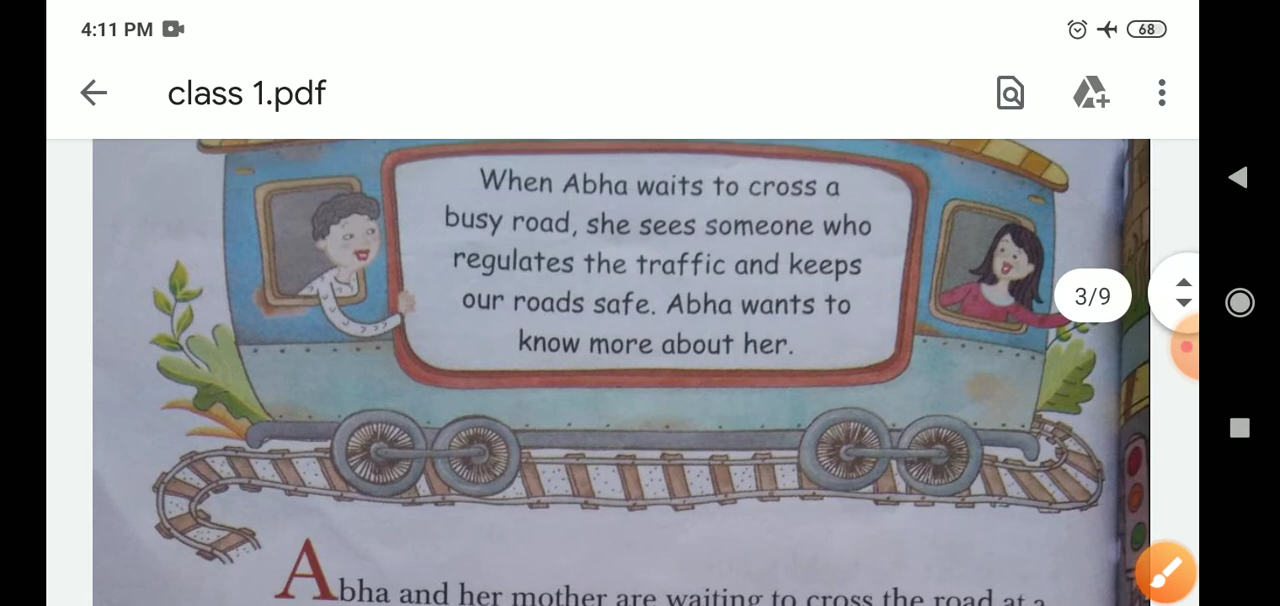 4:11 PM
68
class 1.pdf
When Abha waits to cross a
busy road, she sees someone who
regulates the traffic and keeps
our roads safe. Abha wants to
know more about her.
3/9
Abha and her mother are waiting to cross the road at a